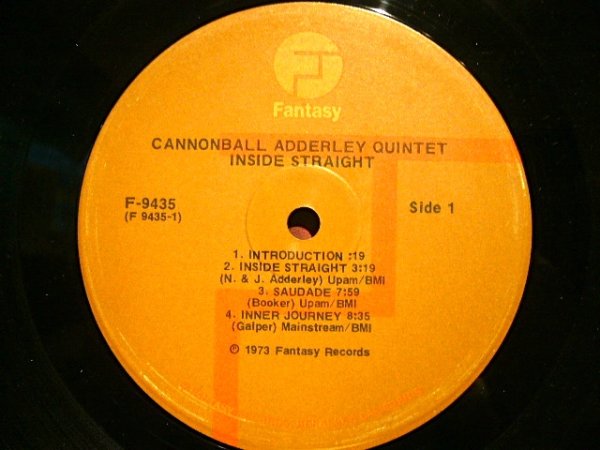 Fantasy
CANNONBALL ADDERLEY QUINTET
INSIDE STRAIGHT
F-9435
(F 9435-1)
Side 1
1. INTRODUCTION :19
2. INSIDE STRAIGHT 3:19
(N. & J. Adderley) Upam/BMI
3. SAUDADE 7:59
(Booker) Upam/BMI
4. INNER JOURNEY 8:35
(Galper) Mainstream/BMI
℗ 1973 Fantasy Records